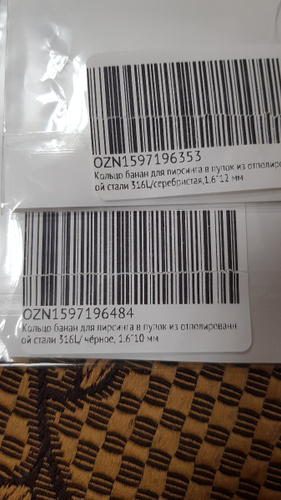 OZN1597196353
Кольцо банан для пирсинга в пупок из отполиров
ой стали 316L/серебристая,1.6*12 мм
OZN1597196484
Кольцо банан для пирсинга в пупок из отполированн
ой стали 316L/ чёрное, 1.6*10 мм